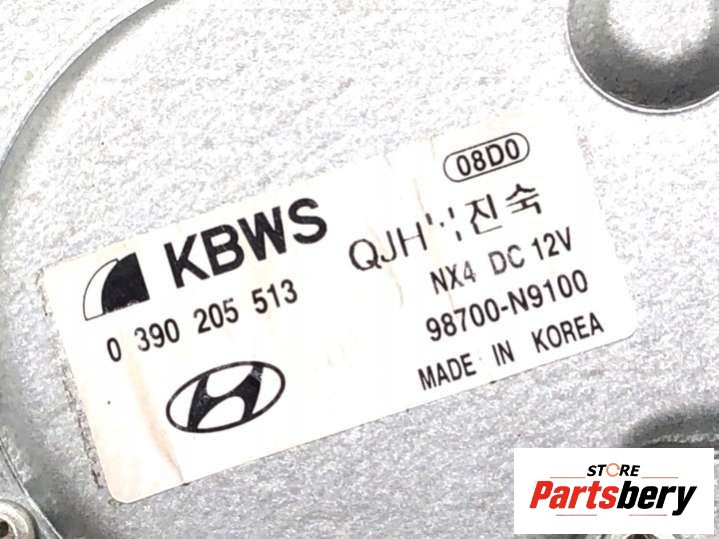 08D0
KBWS
QJH 진숙
0 390 205 513
NX4 DC 12V
98700-N9100
MADE IN KOREA
STORE
Partsbery